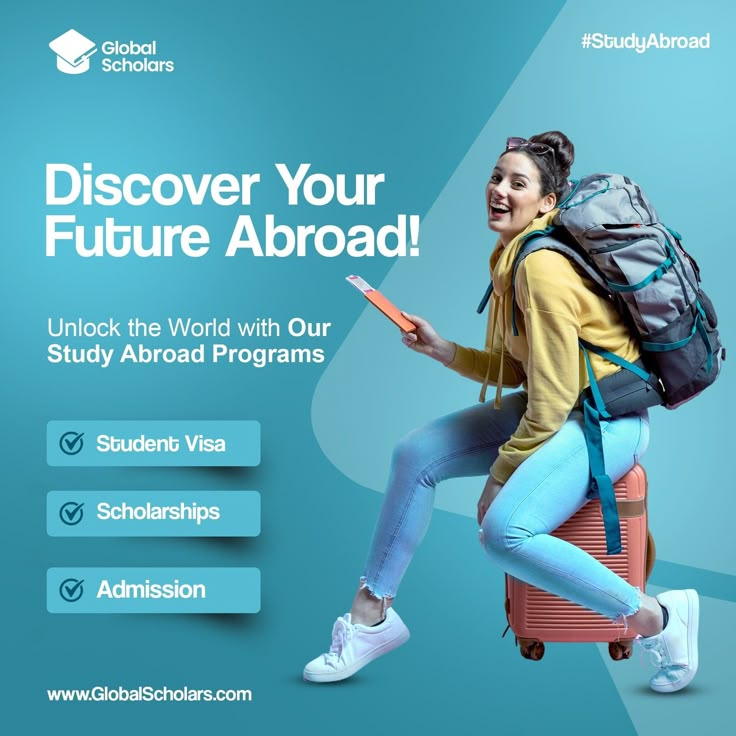 Global
Scholars
#StudyAbroad
Discover Your
Future Abroad!
Unlock the World with Our
Study Abroad Programs
Student Visa
Scholarships
Admission
www.GlobalScholars.com